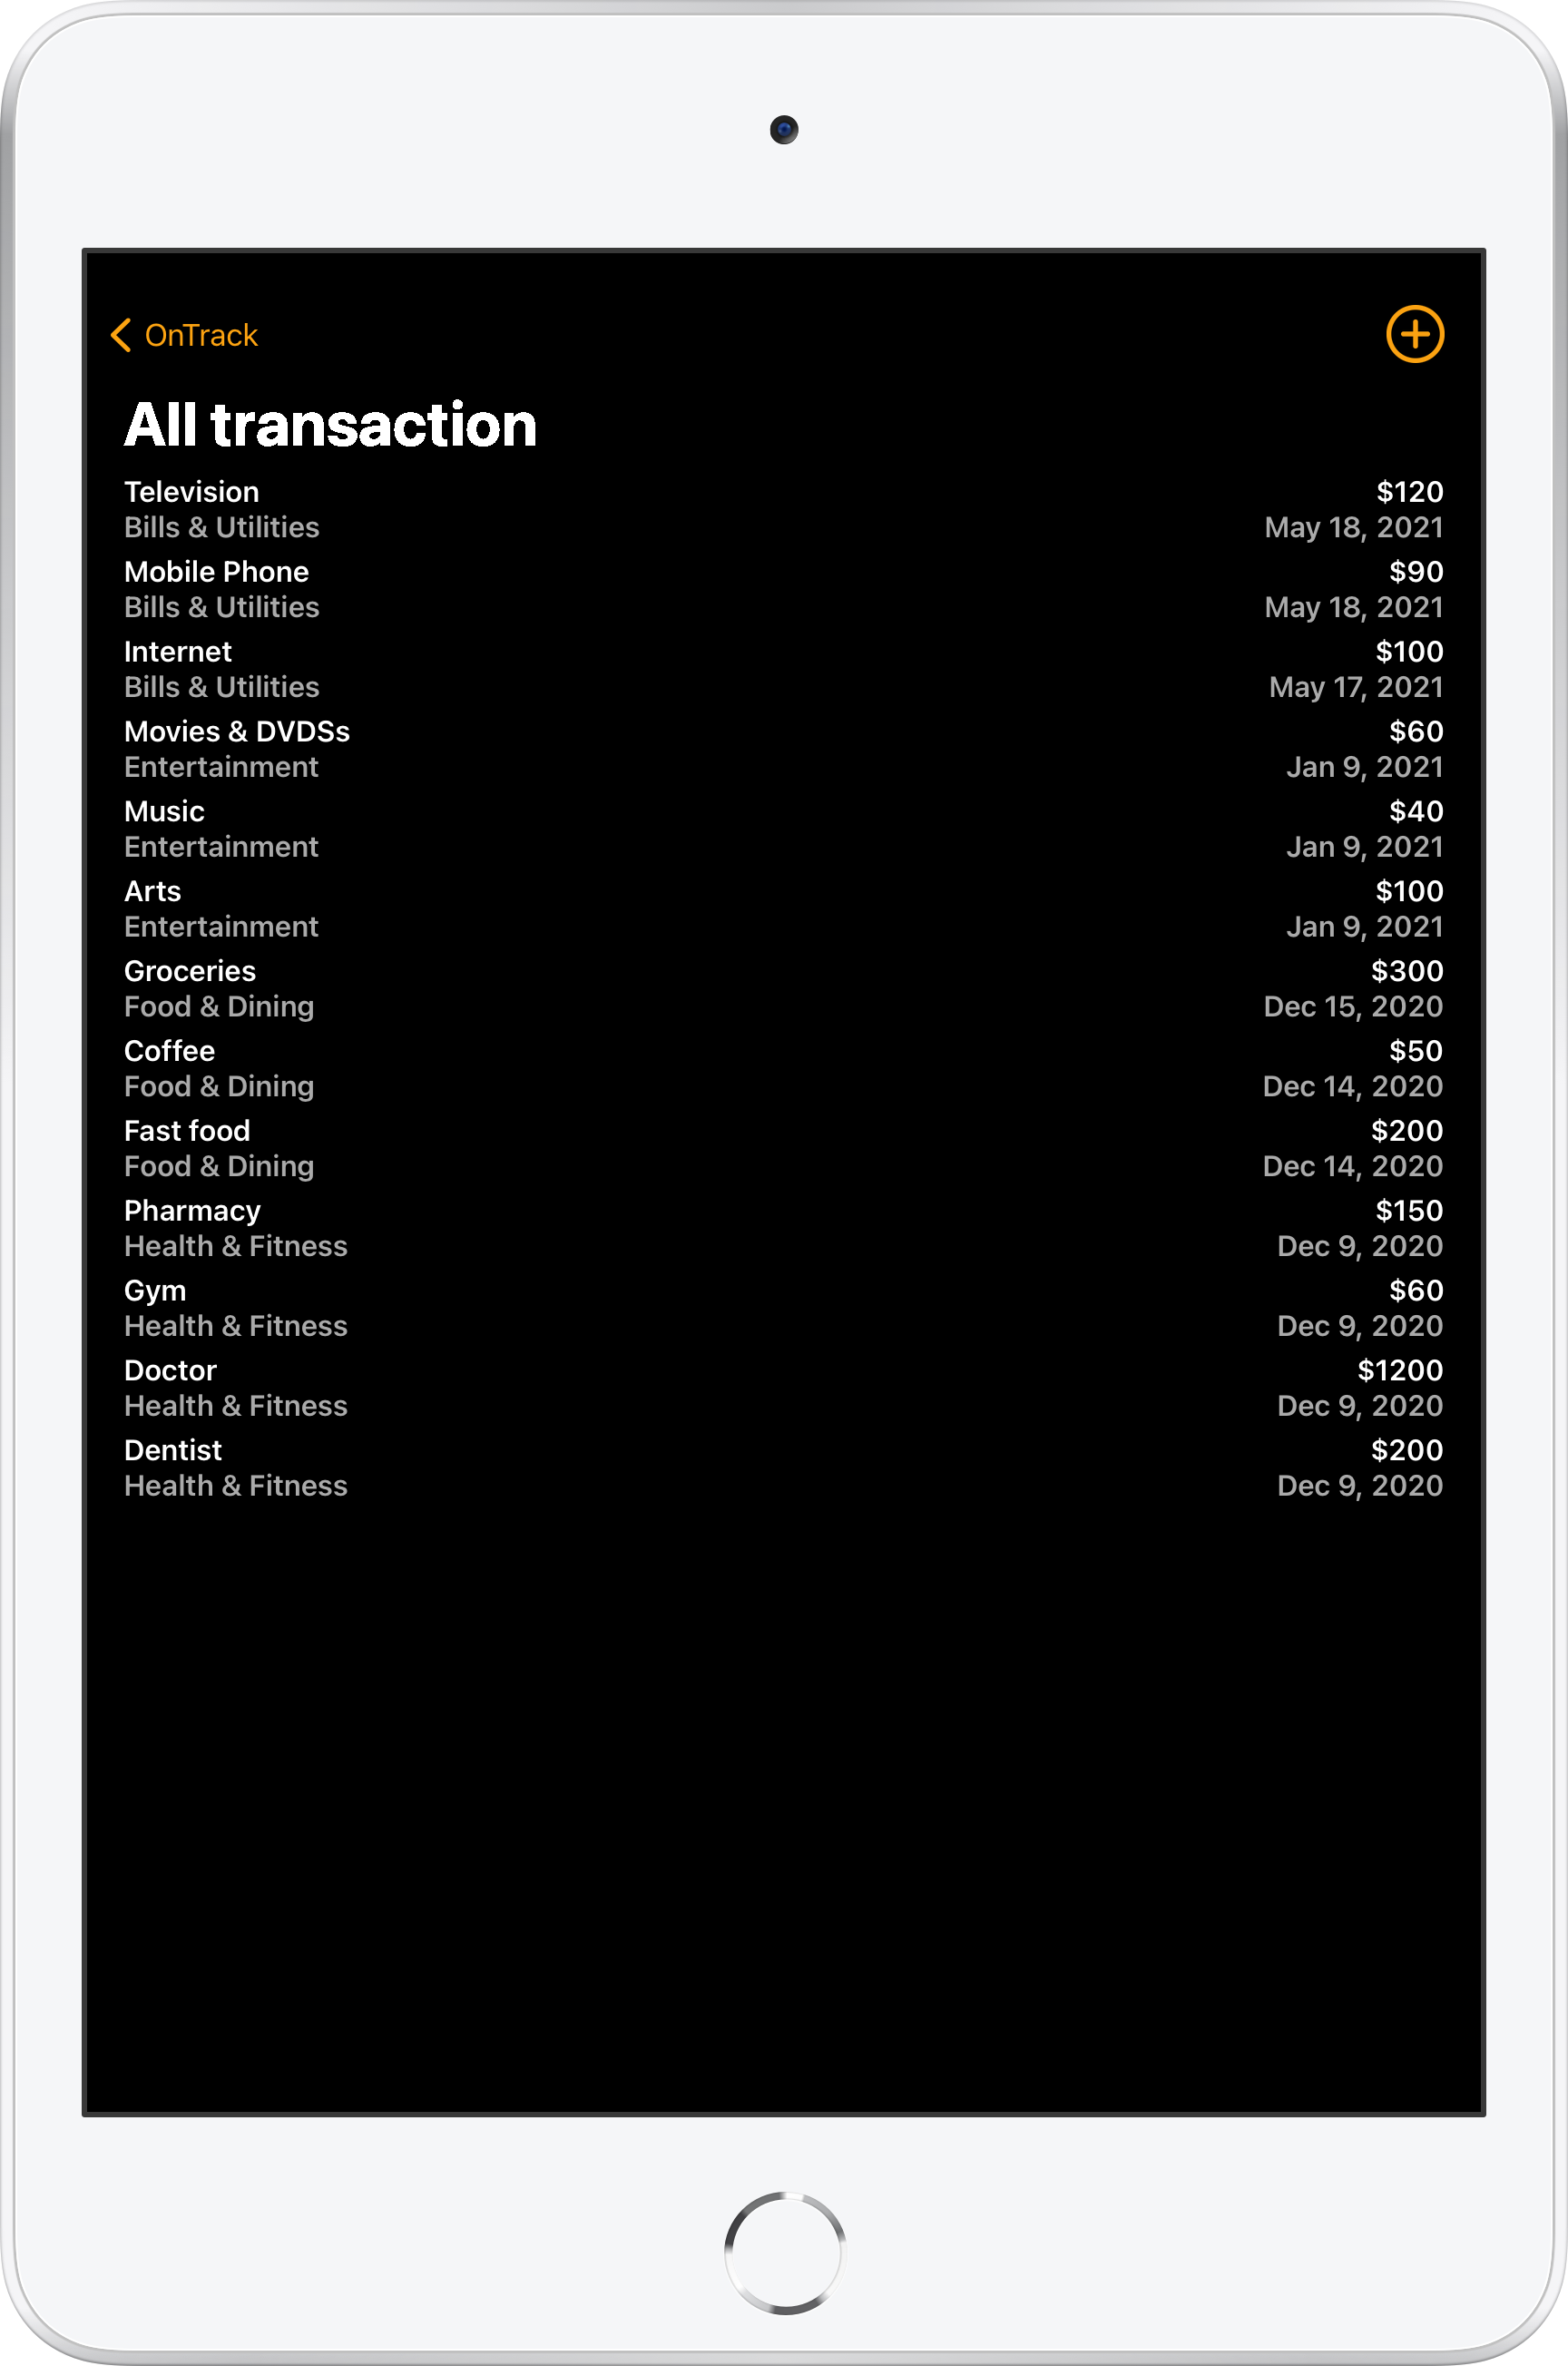 OnTrack
All transaction
Television $120
Bills & Utilities May 18, 2021
Mobile Phone $90
Bills & Utilities May 18, 2021
Internet $100
Bills & Utilities May 17, 2021
Movies & DVDSs $60
Entertainment Jan 9, 2021
Music $40
Entertainment Jan 9, 2021
Arts $100
Entertainment Jan 9, 2021
Groceries $300
Food & Dining Dec 15, 2020
Coffee $50
Food & Dining Dec 14, 2020
Fast food $200
Food & Dining Dec 14, 2020
Pharmacy $150
Health & Fitness Dec 9, 2020
Gym $60
Health & Fitness Dec 9, 2020
Doctor $1200
Health & Fitness Dec 9, 2020
Dentist $200
Health & Fitness Dec 9, 2020